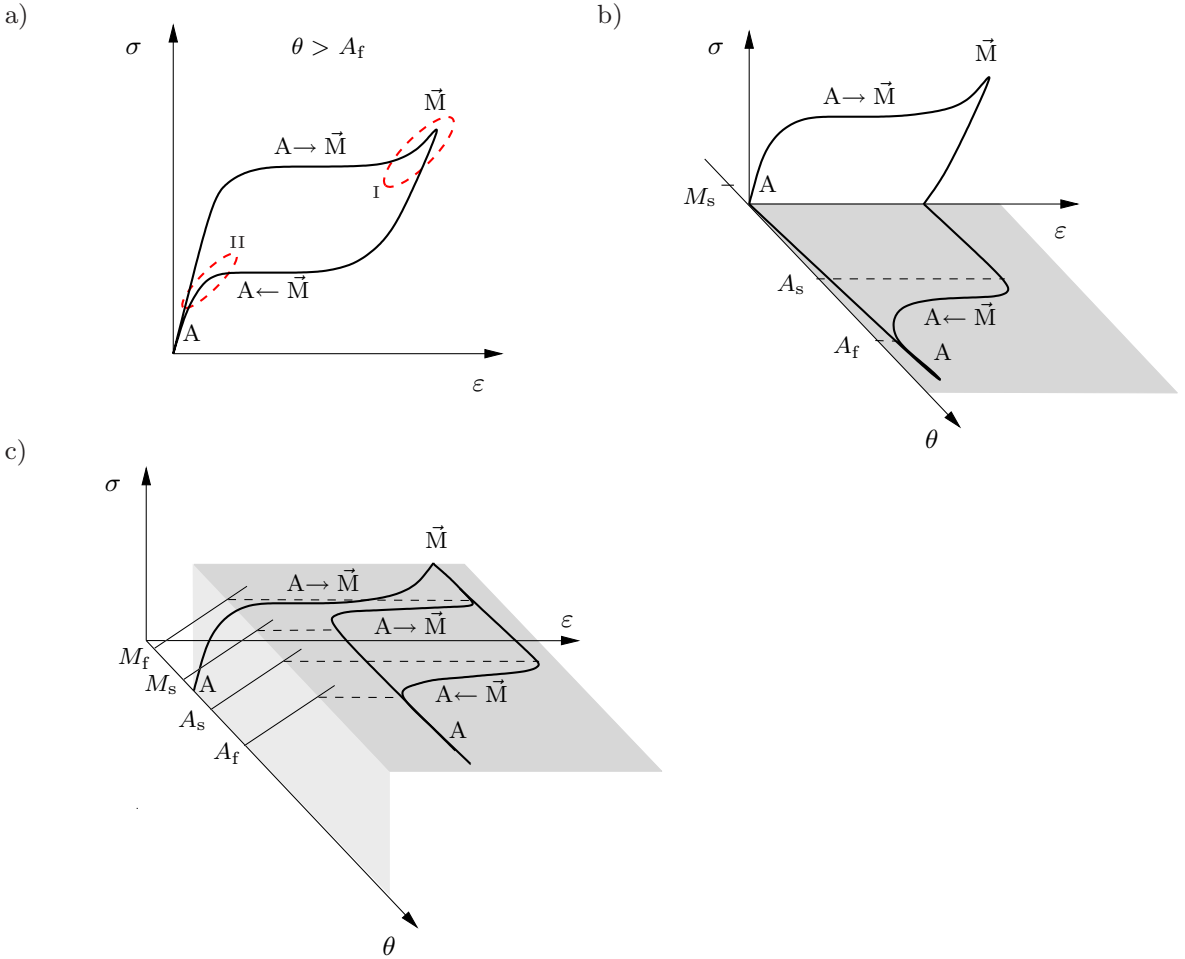 a)
σ
θ > A_f
A→ M⃗
M⃗
I
II
A← M⃗
A
ε
b)
σ
M⃗
A→ M⃗
A
M_s
ε
A_s
A← M⃗
A_f
A
θ
c)
σ
M⃗
A→ M⃗
ε
A→ M⃗
M_f
M_s
A
A← M⃗
A_s
A
A_f
θ